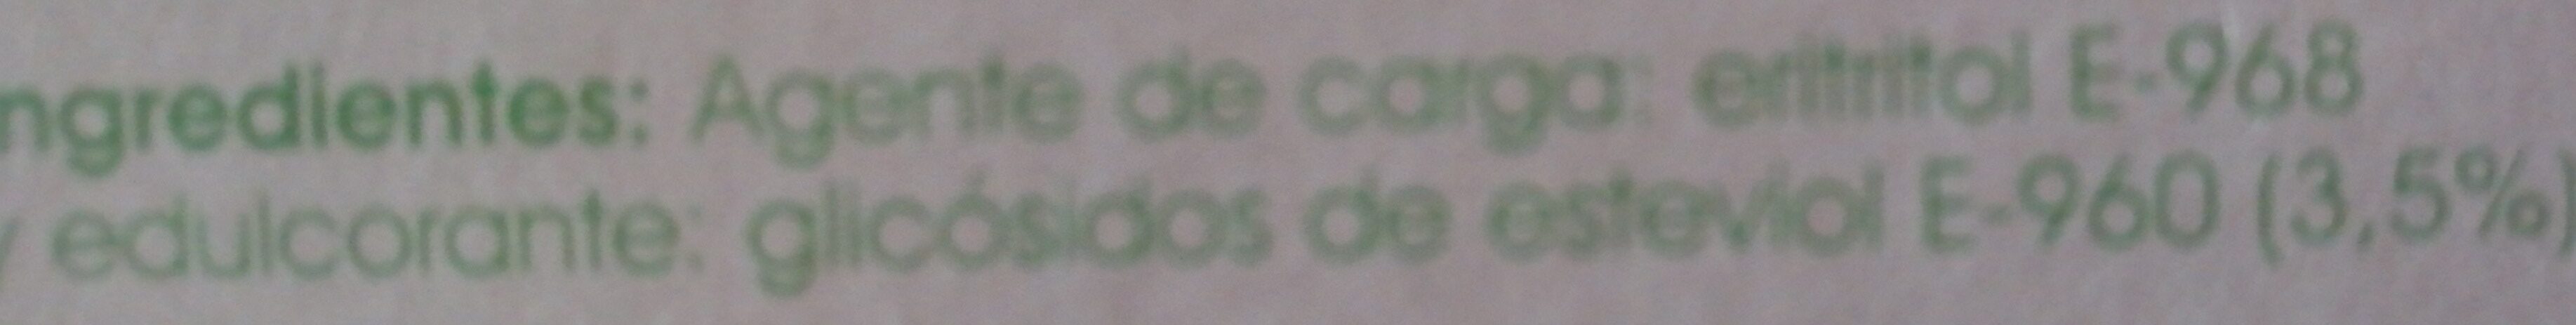 ngredientes: Agente de carga: eritritol E-968
y edulcorante: glicósidos de esteviol E-960 (3,5%)